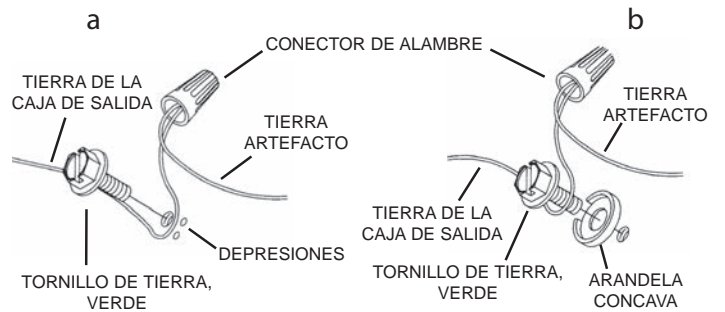 a
b
CONECTOR DE ALAMBRE
TIERRA DE LA
CAJA DE SALIDA
TIERRA
ARTEFACTO
DEPRESIONES
TORNILLO DE TIERRA,
VERDE
TIERRA
ARTEFACTO
TIERRA DE LA
CAJA DE SALIDA
TORNILLO DE TIERRA,
VERDE
ARANDELA
CONCAVA